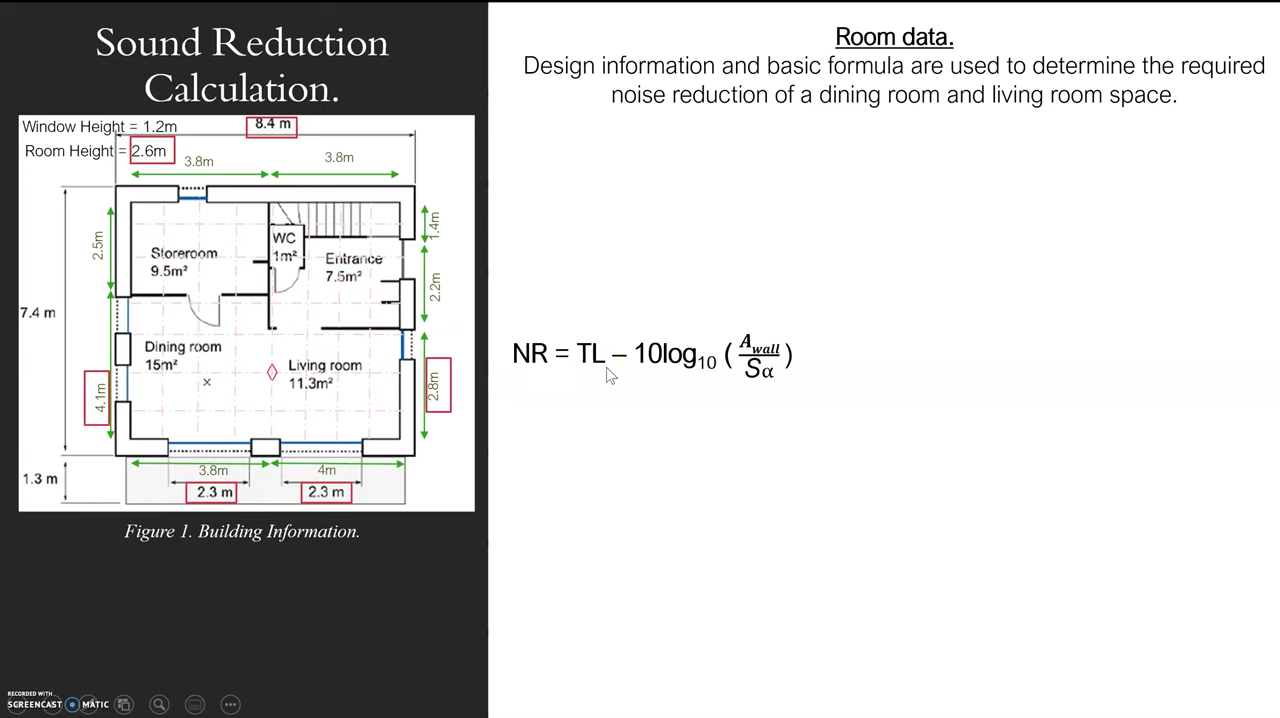 Sound Reduction
Calculation.
Window Height = 1.2m
8.4 m
Room Height = 2.6m
3.8m
3.8m
2.5m
1.4m
WC
1m²
Storeroom
9.5m²
Entrance
7.5m²
2.2m
7.4 m
Dining room
15m²
Living room
11.3m²
4.1m
2.8m
3.8m
4m
1.3 m
2.3 m
2.3 m
Figure 1. Building Information.
RECORDED WITH
SCREENCAST MATIC
Room data.
Design information and basic formula are used to determine the required
noise reduction of a dining room and living room space.
NR = TL – 10log₁₀ ( A_wall / Sα )